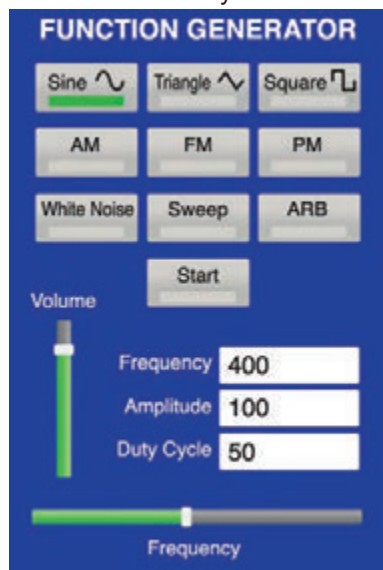 FUNCTION GENERATOR
Sine Triangle Square
AM FM PM
White Noise Sweep ARB
Start
Volume
Frequency 400
Amplitude 100
Duty Cycle 50
Frequency